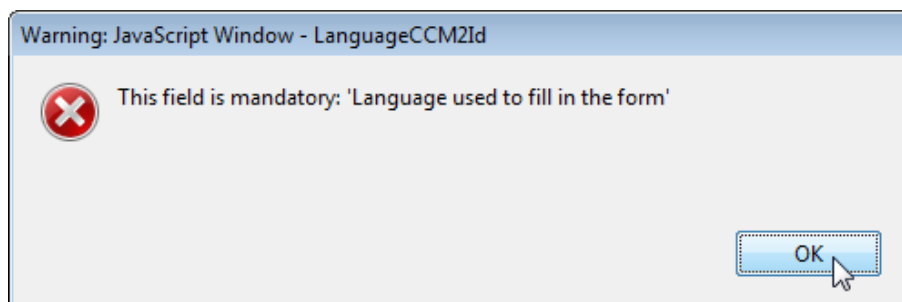 Warning: JavaScript Window - LanguageCCM2Id
This field is mandatory: 'Language used to fill in the form'
OK